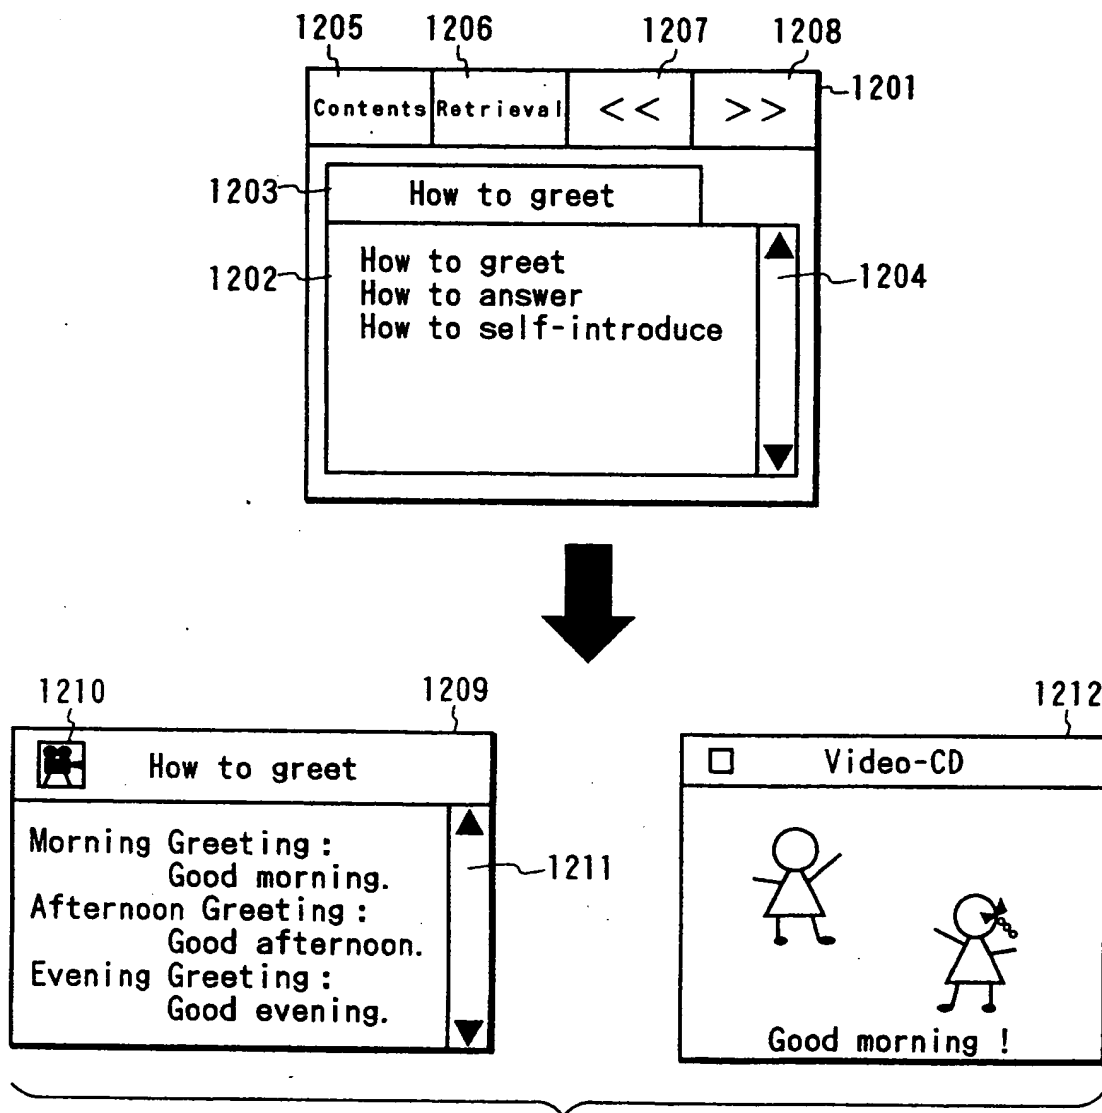 1205 1206 1207 1208
Contents Retrieval << >> 1201
1203 How to greet
1202 How to greet 1204
How to answer
How to self-introduce
1210 1209 1212
How to greet Video-CD
Morning Greeting :
Good morning. 1211
Afternoon Greeting :
Good afternoon.
Evening Greeting :
Good evening.
Good morning !